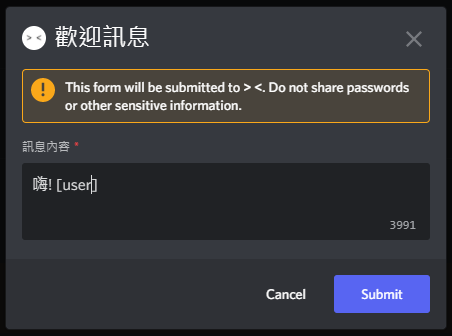 > < 歡迎訊息
This form will be submitted to > <. Do not share passwords
or other sensitive information.
訊息內容 *
嗨! [user]
3991
Cancel Submit